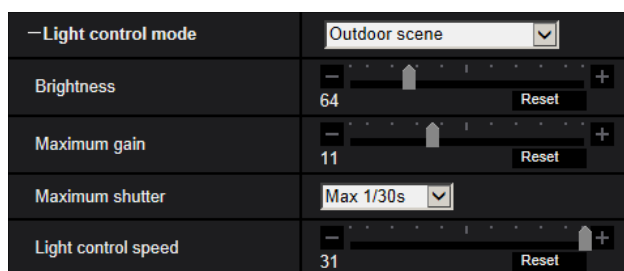 −Light control mode Outdoor scene
Brightness − +
64 Reset
Maximum gain − +
11 Reset
Maximum shutter Max 1/30s
Light control speed − +
31 Reset